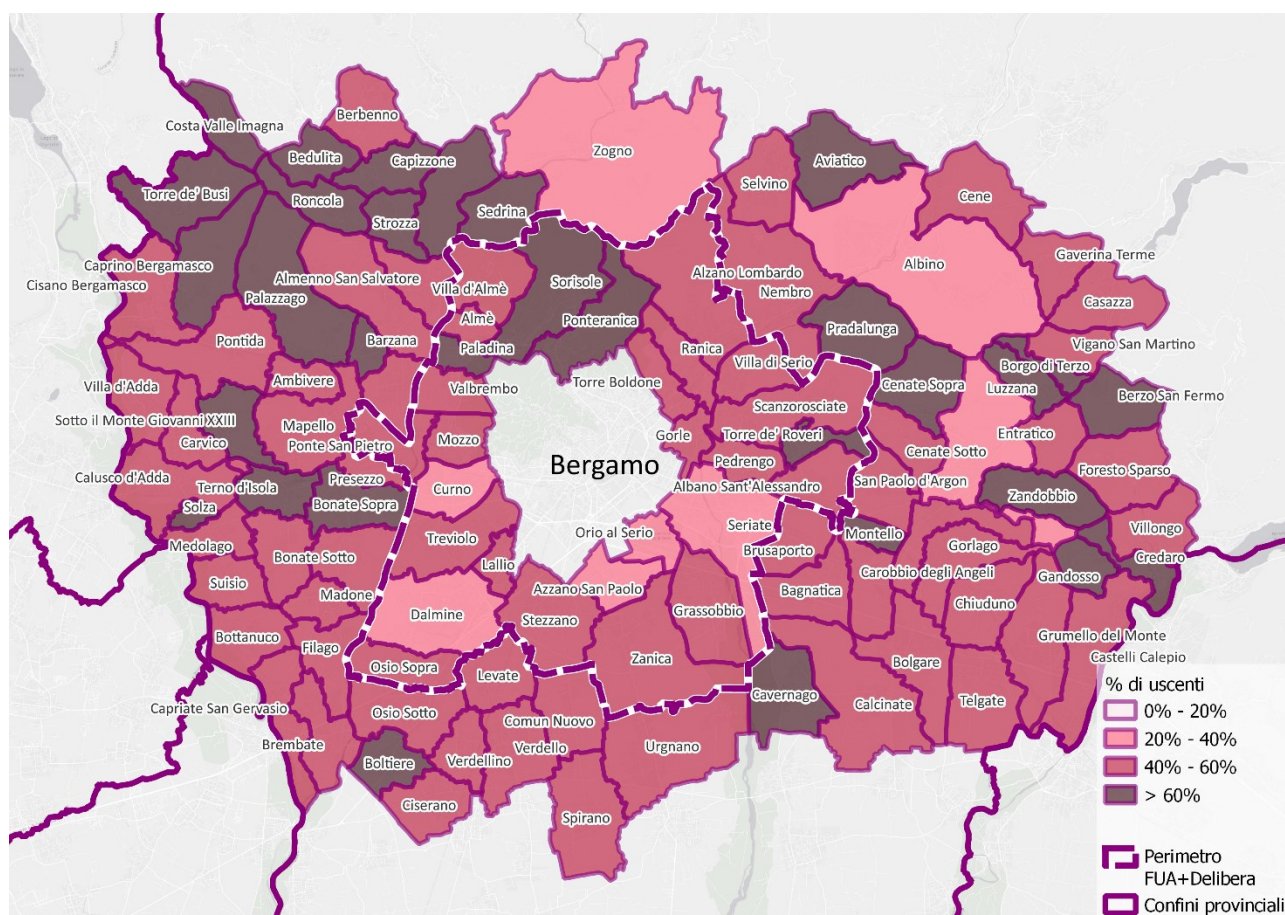 Costa Valle Imagna
Berbenno
Bedulita
Capizzone
Zogno
Aviatico
Selvino
Cene
Torre de' Busi
Roncola
Strozza
Sedrina
Caprino Bergamasco
Cisano Bergamasco
Palazzago
Almenno San Salvatore
Villa d'Almè
Sorisole
Alzano Lombardo
Nembro
Albino
Gaverina Terme
Casazza
Almè
Ponteranica
Pontida
Barzana
Paladina
Ranica
Pradalunga
Vigano San Martino
Villa d'Adda
Ambivere
Valbrembo
Torre Boldone
Villa di Serio
Cenate Sopra
Borgo di Terzo
Luzzana
Berzo San Fermo
Sotto il Monte Giovanni XXIII
Carvico
Mapello
Ponte San Pietro
Mozzo
Gorle
Scanzorosciate
Torre de' Roveri
Entratico
Cenate Sotto
Calusco d'Adda
Terno d'Isola
Presezzo
Bergamo
Pedrengo
Foresto Sparso
Solza
Bonate Sopra
Curno
Albano Sant'Alessandro
San Paolo d'Argon
Zandobbio
Medolago
Bonate Sotto
Treviolo
Orio al Serio
Seriate
Brusaporto
Montello
Gorlago
Villongo
Credaro
Suisio
Madone
Lallio
Azzano San Paolo
Grassobbio
Bagnatica
Carobbio degli Angeli
Gandosso
Chiuduno
Bottanuco
Filago
Dalmine
Stezzano
Grumello del Monte
Osio Sopra
Levate
Zanica
Bolgare
Castelli Calepio
Capriate San Gervasio
Osio Sotto
Comun Nuovo
Cavernago
Calcinate
Telgate
Brembate
Boltiere
Verdellino
Verdello
Urgnano
Ciserano
Spirano
% di uscenti
0% - 20%
20% - 40%
40% - 60%
> 60%
Perimetro
FUA+Delibera
Confini provinciali